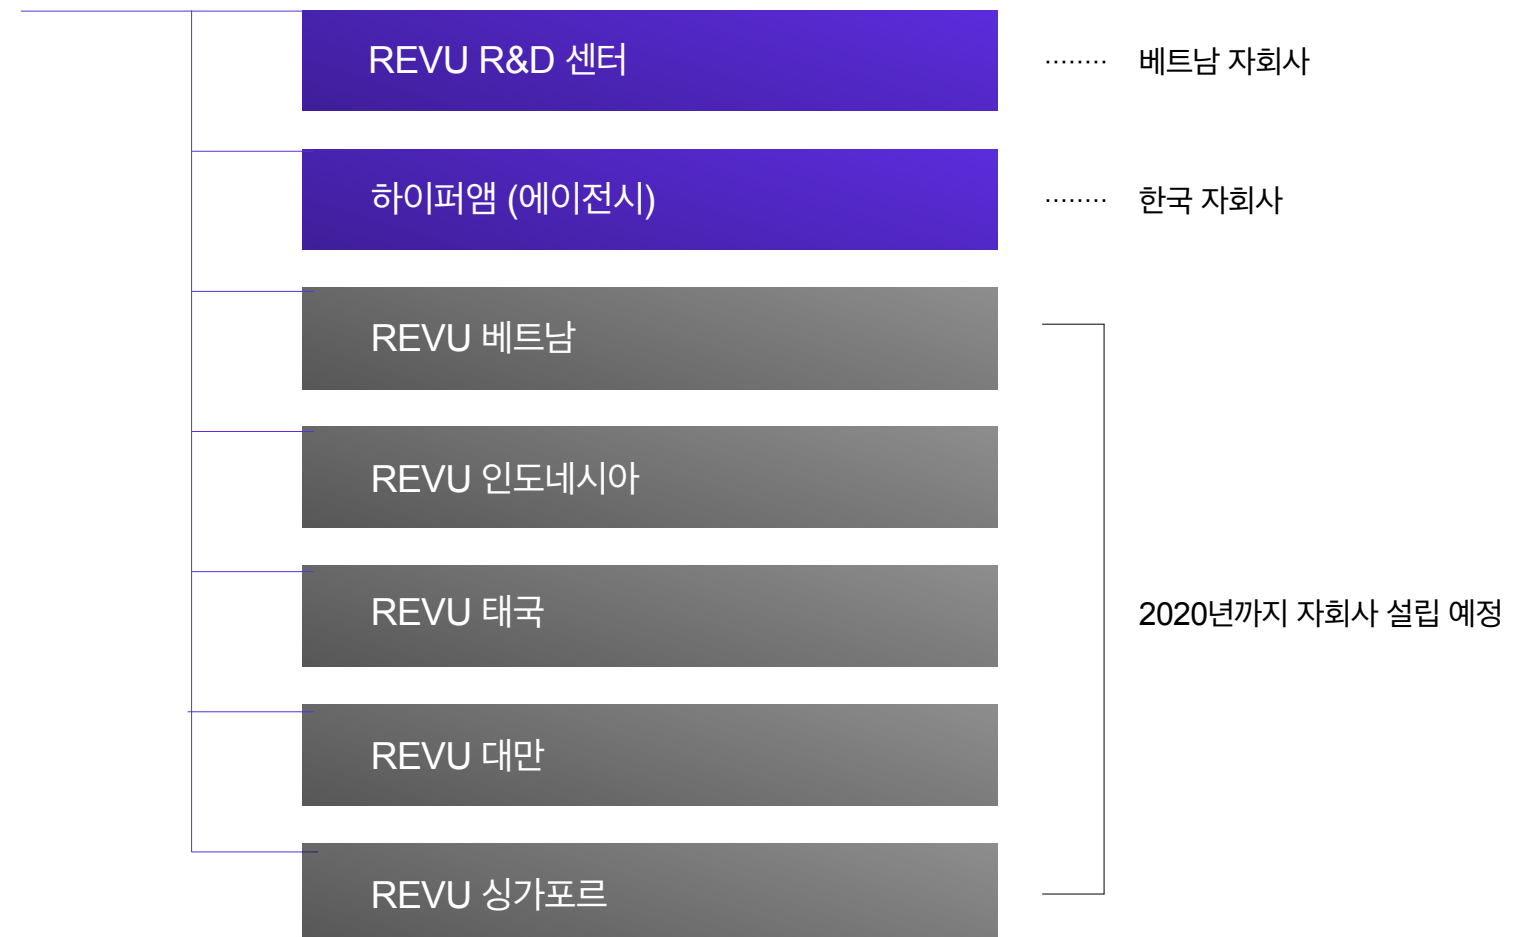 REVU R&D 센터
베트남 자회사
하이퍼앰 (에이전시)
한국 자회사
REVU 베트남
REVU 인도네시아
REVU 태국
2020년까지 자회사 설립 예정
REVU 대만
REVU 싱가포르